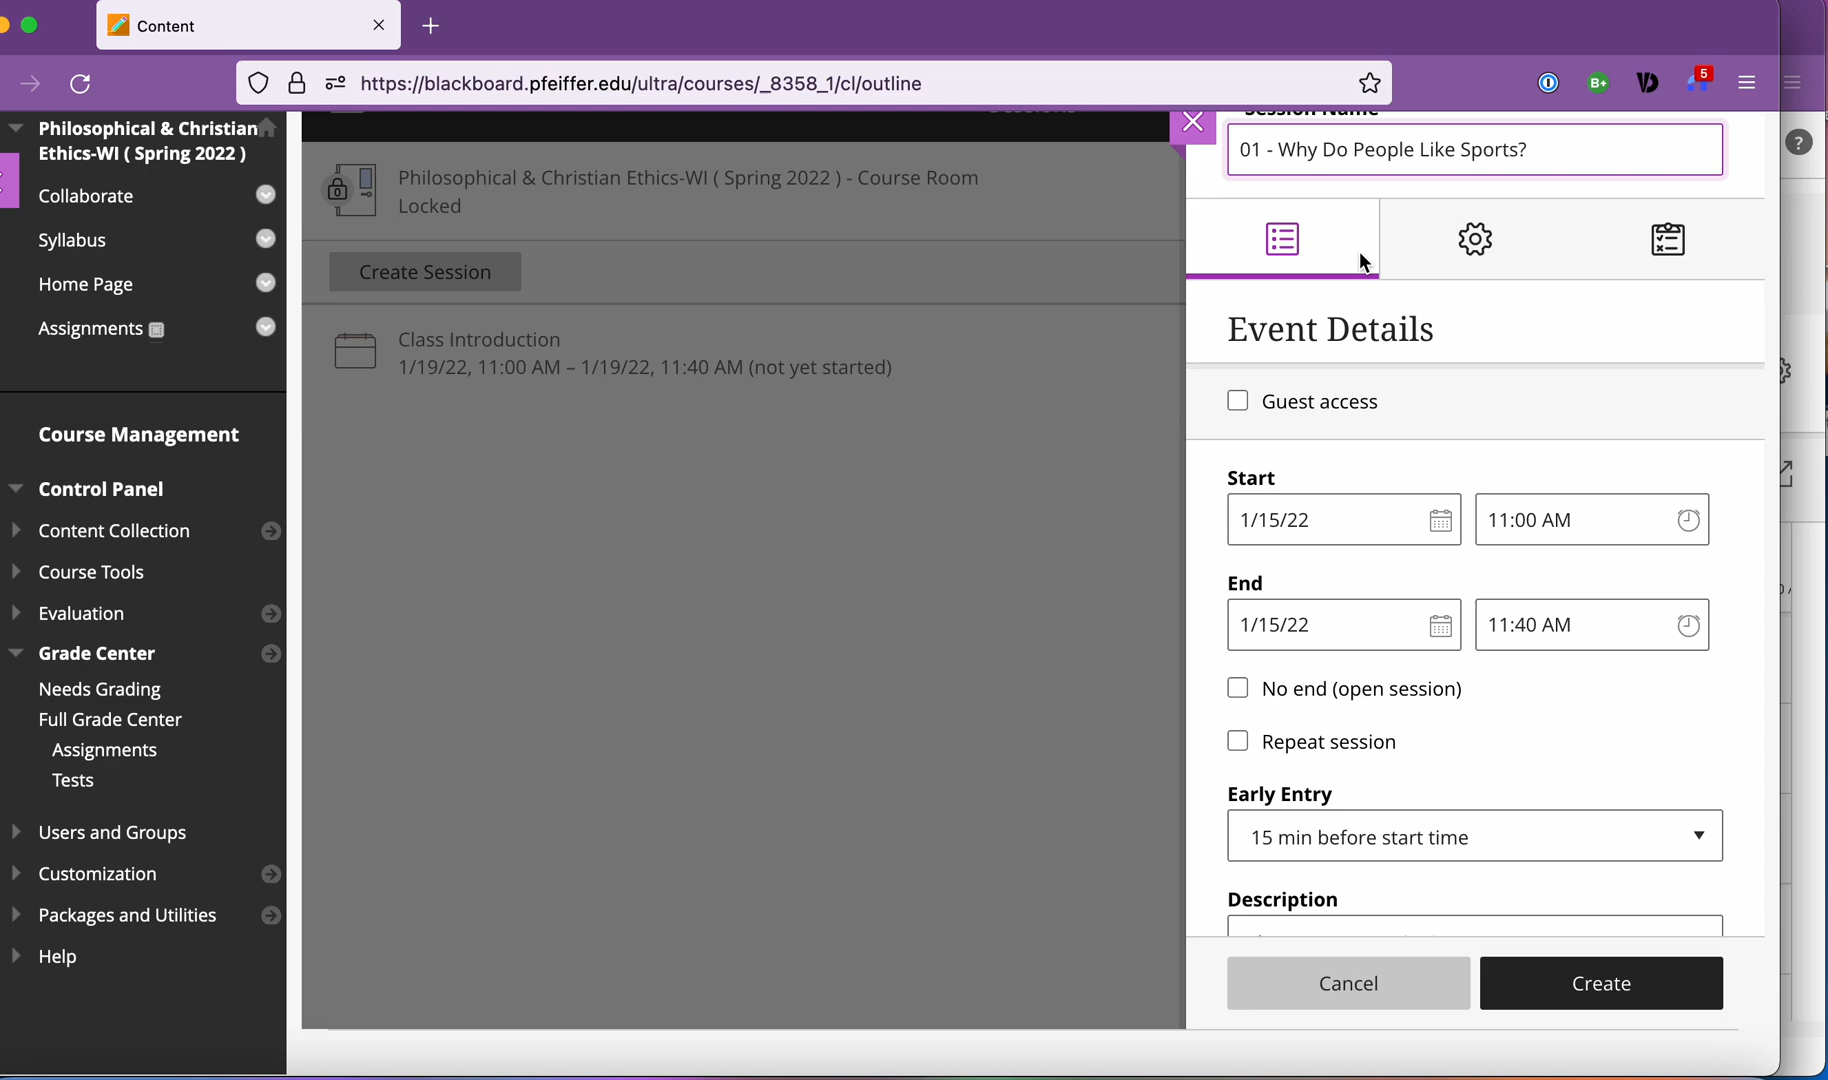 Content
https://blackboard.pfeiffer.edu/ultra/courses/_8358_1/cl/outline
5
B+
Philosophical & Christian
Ethics-WI ( Spring 2022 )
Collaborate
Syllabus
Home Page
Assignments
Course Management
Control Panel
Content Collection
Course Tools
Evaluation
Grade Center
Needs Grading
Full Grade Center
Assignments
Tests
Users and Groups
Customization
Packages and Utilities
Help
Philosophical & Christian Ethics-WI ( Spring 2022 ) - Course Room
Locked
Create Session
Class Introduction
1/19/22, 11:00 AM – 1/19/22, 11:40 AM (not yet started)
Session Name
01 - Why Do People Like Sports?
Event Details
Guest access
Start
1/15/22
11:00 AM
End
1/15/22
11:40 AM
No end (open session)
Repeat session
Early Entry
15 min before start time
Description
Cancel
Create
?